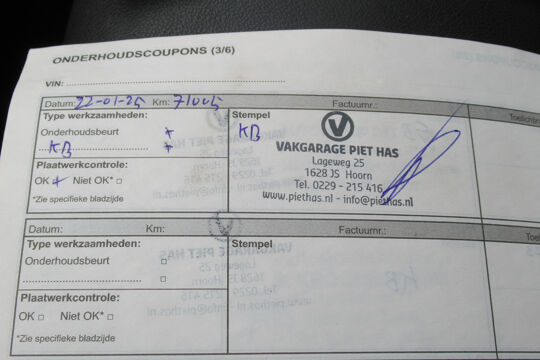 ONDERHOUDSCOUPONS (3/6)
VIN:
Datum: 22-01-25 Km: 71005 Factuurnr.: Toelichti
Type werkzaamheden:
Onderhoudsbeurt
KB
Plaatwerkcontrole:
OK Niet OK*
*Zie specifieke bladzijde
Stempel
KB
VAKGARAGE PIET HAS
Lageweg 25
1628 JS Hoorn
Tel. 0229 - 215 416
www.piethas.nl - info@piethas.nl
Datum: Km: Factuurnr.:
Type werkzaamheden:
Onderhoudsbeurt
Plaatwerkcontrole:
OK Niet OK*
*Zie specifieke bladzijde
Stempel